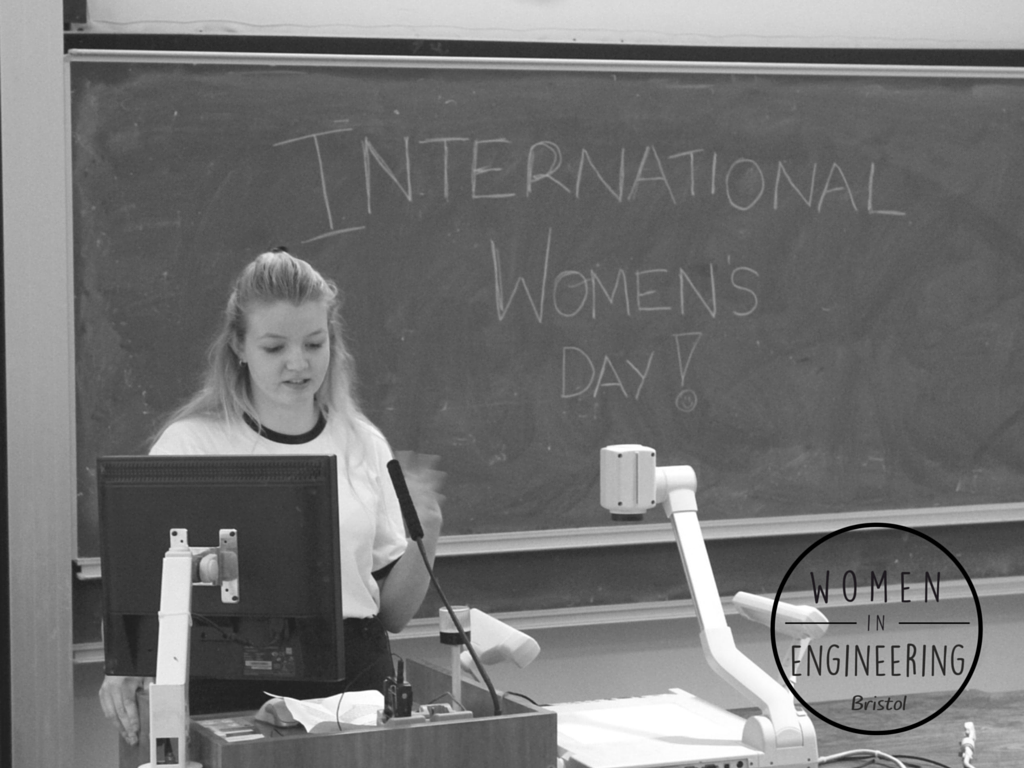 INTERNATIONAL
WOMEN'S
DAY!
WOMEN
IN
ENGINEERING
Bristol